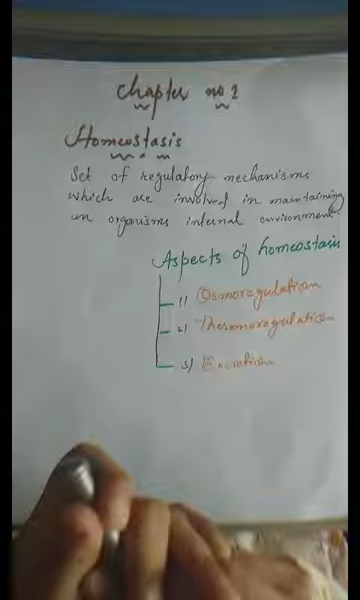 Chapter no 1
Homeostasis
Set of regulatory mechanisms
which are involved in maintaining
an organisms internal environment.
Aspects of homeostasis
1) Osmoregulation
2) Thermoregulation
3) Excretion